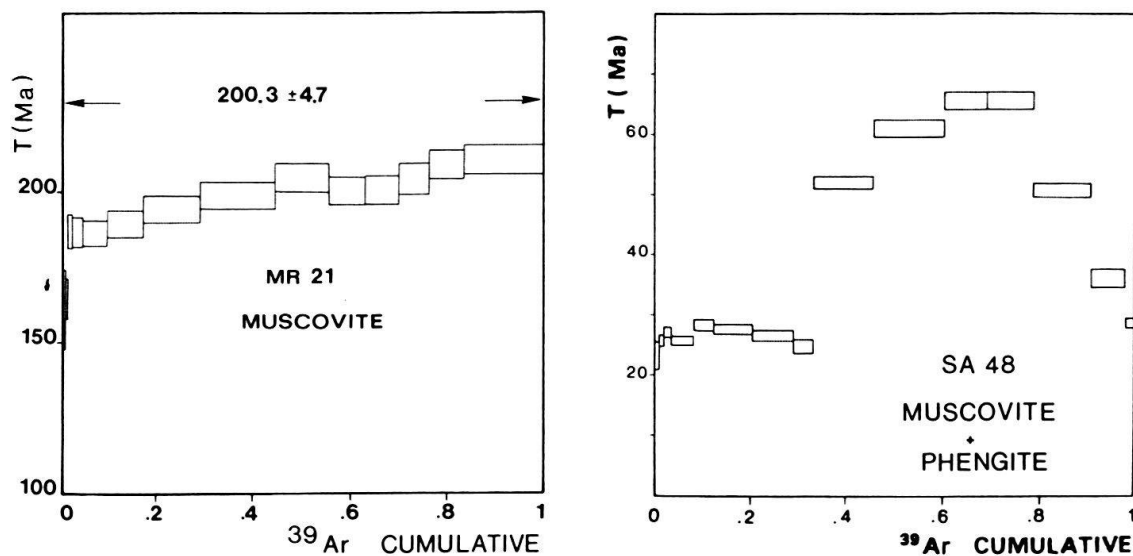 T (Ma)
200.3 ±4.7
200
150
100
MR 21
MUSCOVITE
0 .2 .4 .6 .8 1
39Ar CUMULATIVE
T (Ma)
60
40
20
SA 48
MUSCOVITE
+
PHENGITE
0 .2 .4 .6 .8 1
39Ar CUMULATIVE